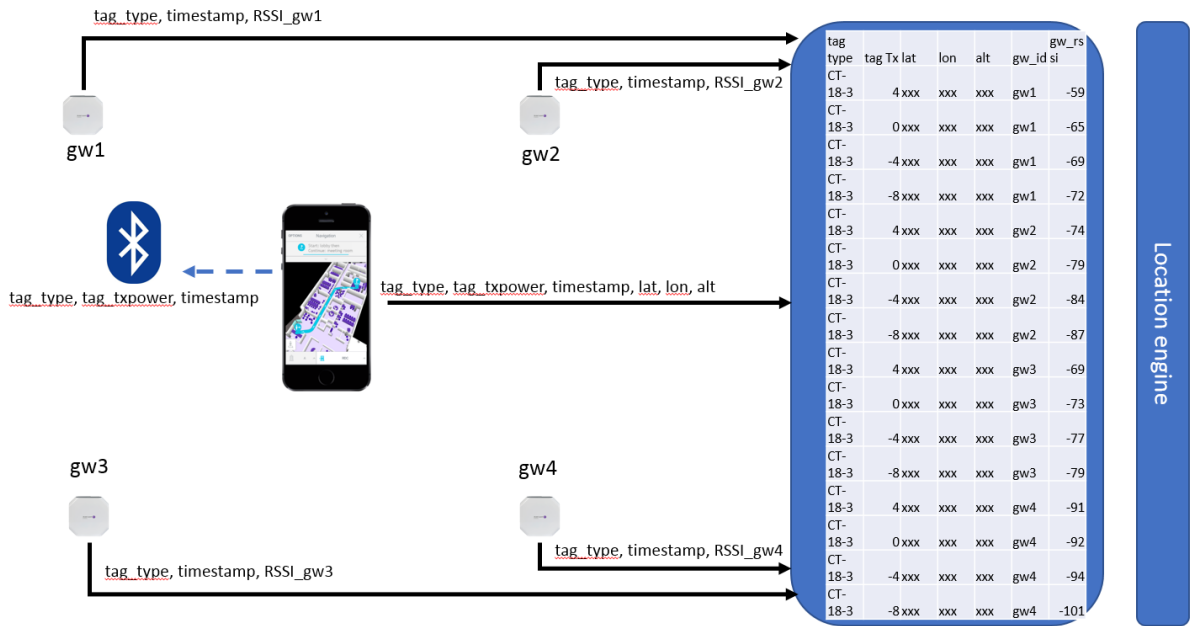 tag_type, timestamp, RSSI_gw1
tag_type, timestamp, RSSI_gw2
gw1
gw2
tag_type, tag_txpower, timestamp
tag_type, tag_txpower, timestamp, lat, lon, alt
gw3
gw4
tag_type, timestamp, RSSI_gw4
tag_type, timestamp, RSSI_gw3
tag type tag Tx lat lon alt gw_id gw_rssi
CT-18-3 4 xxx xxx xxx gw1 -59
CT-18-3 0 xxx xxx xxx gw1 -65
CT-18-3 -4 xxx xxx xxx gw1 -69
CT-18-3 -8 xxx xxx xxx gw1 -72
CT-18-3 4 xxx xxx xxx gw2 -74
CT-18-3 0 xxx xxx xxx gw2 -79
CT-18-3 -4 xxx xxx xxx gw2 -84
CT-18-3 -8 xxx xxx xxx gw2 -87
CT-18-3 4 xxx xxx xxx gw3 -69
CT-18-3 0 xxx xxx xxx gw3 -73
CT-18-3 -4 xxx xxx xxx gw3 -77
CT-18-3 -8 xxx xxx xxx gw3 -79
CT-18-3 4 xxx xxx xxx gw4 -91
CT-18-3 0 xxx xxx xxx gw4 -92
CT-18-3 -4 xxx xxx xxx gw4 -94
CT-18-3 -8 xxx xxx xxx gw4 -101
Location engine